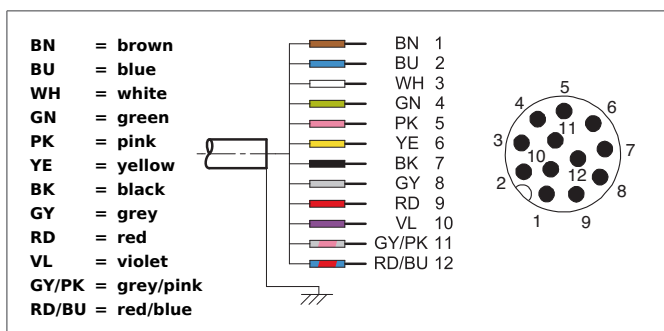 BN = brown
BU = blue
WH = white
GN = green
PK = pink
YE = yellow
BK = black
GY = grey
RD = red
VL = violet
GY/PK = grey/pink
RD/BU = red/blue
BN 1
BU 2
WH 3
GN 4
PK 5
YE 6
BK 7
GY 8
RD 9
VL 10
GY/PK 11
RD/BU 12
5
4 6
11
3 7
10
12
2 8
1 9